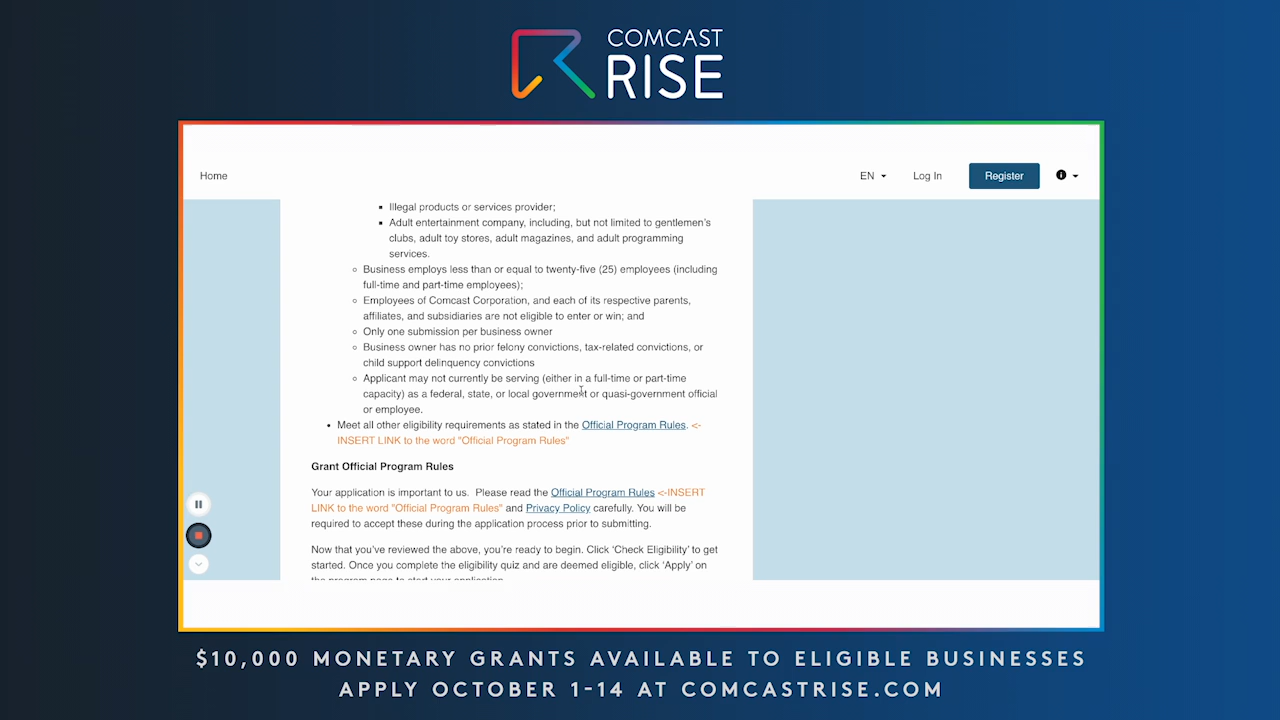 COMCAST
RISE
Home
EN
Log In
Register
Illegal products or services provider;
Adult entertainment company, including, but not limited to gentlemen's
clubs, adult toy stores, adult magazines, and adult programming
services.
Business employs less than or equal to twenty-five (25) employees (including
full-time and part-time employees);
Employees of Comcast Corporation, and each of its respective parents,
affiliates, and subsidiaries are not eligible to enter or win; and
Only one submission per business owner
Business owner has no prior felony convictions, tax-related convictions, or
child support delinquency convictions
Applicant may not currently be serving (either in a full-time or part-time
capacity) as a federal, state, or local government or quasi-government official
or employee.
Meet all other eligibility requirements as stated in the Official Program Rules. <-
INSERT LINK to the word "Official Program Rules"
Grant Official Program Rules
Your application is important to us. Please read the Official Program Rules <-INSERT
LINK to the word "Official Program Rules" and Privacy Policy carefully. You will be
required to accept these during the application process prior to submitting.
Now that you've reviewed the above, you're ready to begin. Click 'Check Eligibility' to get
started. Once you complete the eligibility quiz and are deemed eligible, click 'Apply' on
the program page to start your application
$10,000 MONETARY GRANTS AVAILABLE TO ELIGIBLE BUSINESSES
APPLY OCTOBER 1-14 AT COMCASTRISE.COM